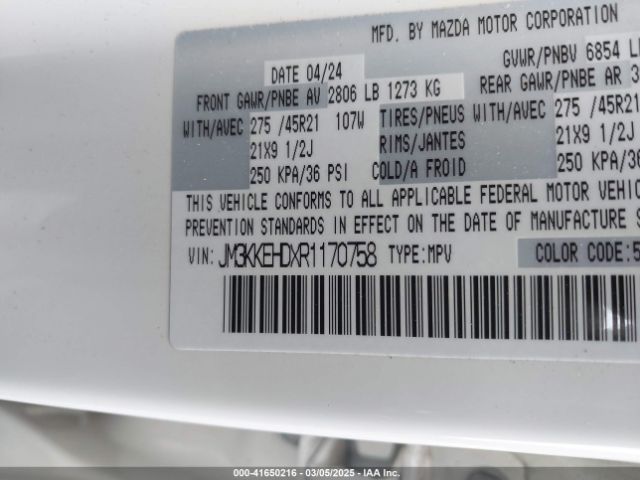 MFD. BY MAZDA MOTOR CORPORATION
DATE 04/24
GVWR/PNBV 6854 L
FRONT GAWR/PNBE AV 2806 LB 1273 KG
REAR GAWR/PNBE AR 3
WITH/AVEC 275 /45R21 107W TIRES/PNEUS WITH/AVEC 275 /45R21
21X9 1/2J RIMS/JANTES 21X9 1/2J
250 KPA/36 PSI COLD/A FROID 250 KPA/36
THIS VEHICLE CONFORMS TO ALL APPLICABLE FEDERAL MOTOR VEHIC
PREVENTION STANDARDS IN EFFECT ON THE DATE OF MANUFACTURE S
VIN: JM3KKEHDXR1170758 TYPE:MPV COLOR CODE:5
000-41650216 - 03/05/2025 - IAA Inc.